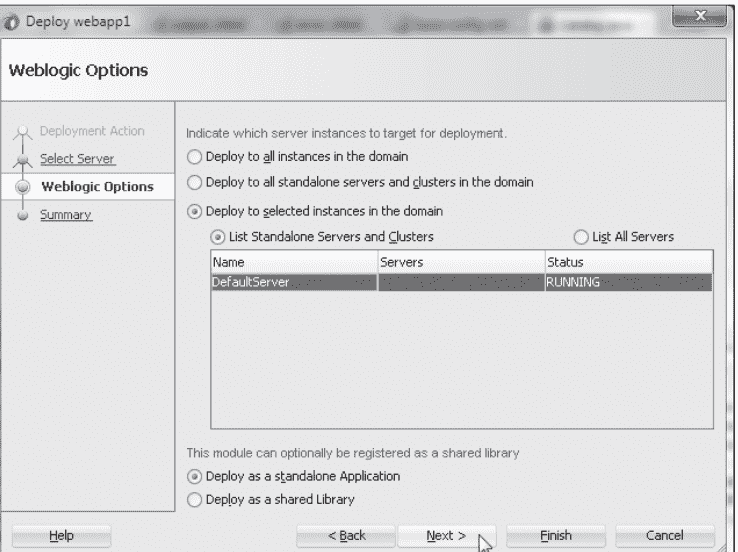 Deploy webapp1
Weblogic Options
Deployment Action
Select Server
Weblogic Options
Summary
Indicate which server instances to target for deployment.
Deploy to all instances in the domain
Deploy to all standalone servers and clusters in the domain
Deploy to selected instances in the domain
List Standalone Servers and Clusters List All Servers
Name Servers Status
DefaultServer RUNNING
This module can optionally be registered as a shared library
Deploy as a standalone Application
Deploy as a shared Library
Help < Back Next > Finish Cancel